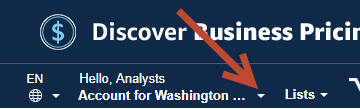 $ Discover Business Pricin
EN
Hello, Analysts
Account for Washington ...
Lists